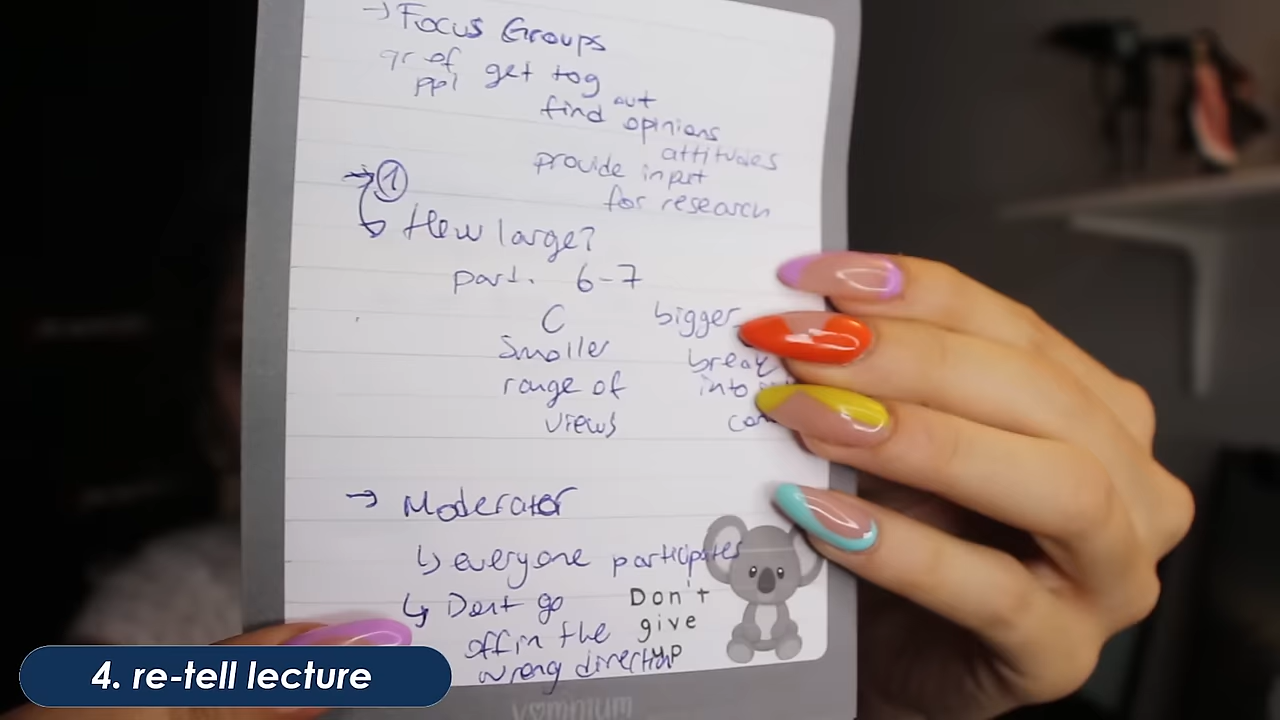 → Focus Groups
gr of
ppl get tog
find out
opinions
attitudes
provide input
for research
→ ①
↳ How large?
part. 6-7
C
bigger
smaller
break
range of
into
views
→ Moderator
↳ everyone participates
↳ Dont go
off in the
wrong direction
Don't
give
up
4. re-tell lecture